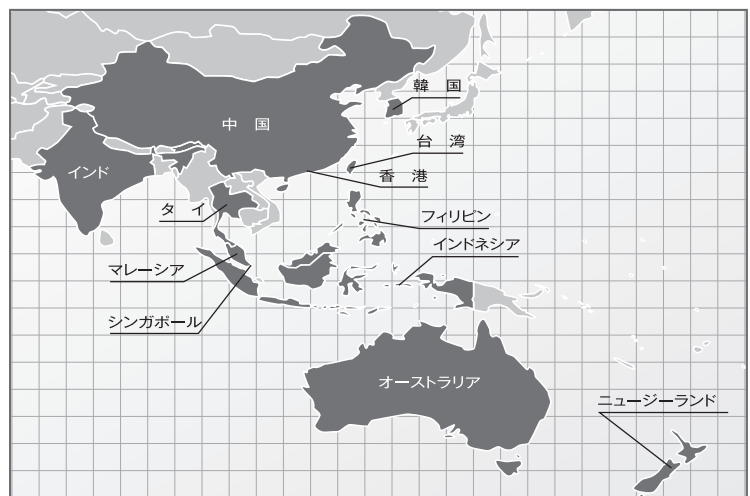 韓　国
中　国
台　湾
インド
香　港
タ　イ
フィリピン
インドネシア
マレーシア
シンガポール
オーストラリア
ニュージーランド